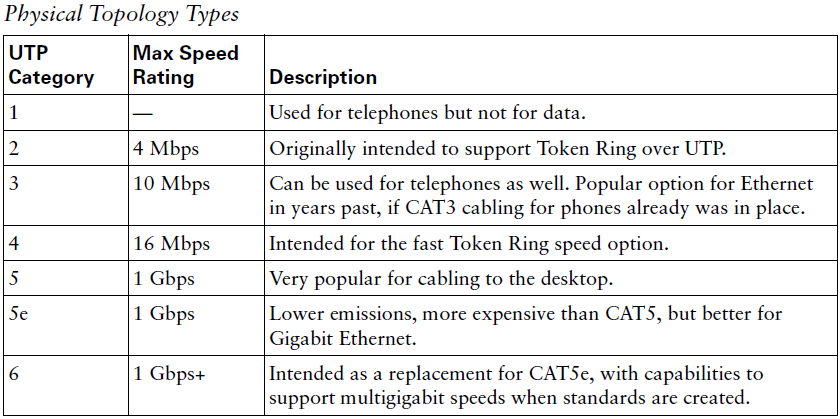 Physical Topology Types
UTP Category | Max Speed Rating | Description
1 | — | Used for telephones but not for data.
2 | 4 Mbps | Originally intended to support Token Ring over UTP.
3 | 10 Mbps | Can be used for telephones as well. Popular option for Ethernet
in years past, if CAT3 cabling for phones already was in place.
4 | 16 Mbps | Intended for the fast Token Ring speed option.
5 | 1 Gbps | Very popular for cabling to the desktop.
5e | 1 Gbps | Lower emissions, more expensive than CAT5, but better for
Gigabit Ethernet.
6 | 1 Gbps+ | Intended as a replacement for CAT5e, with capabilities to
support multigigabit speeds when standards are created.